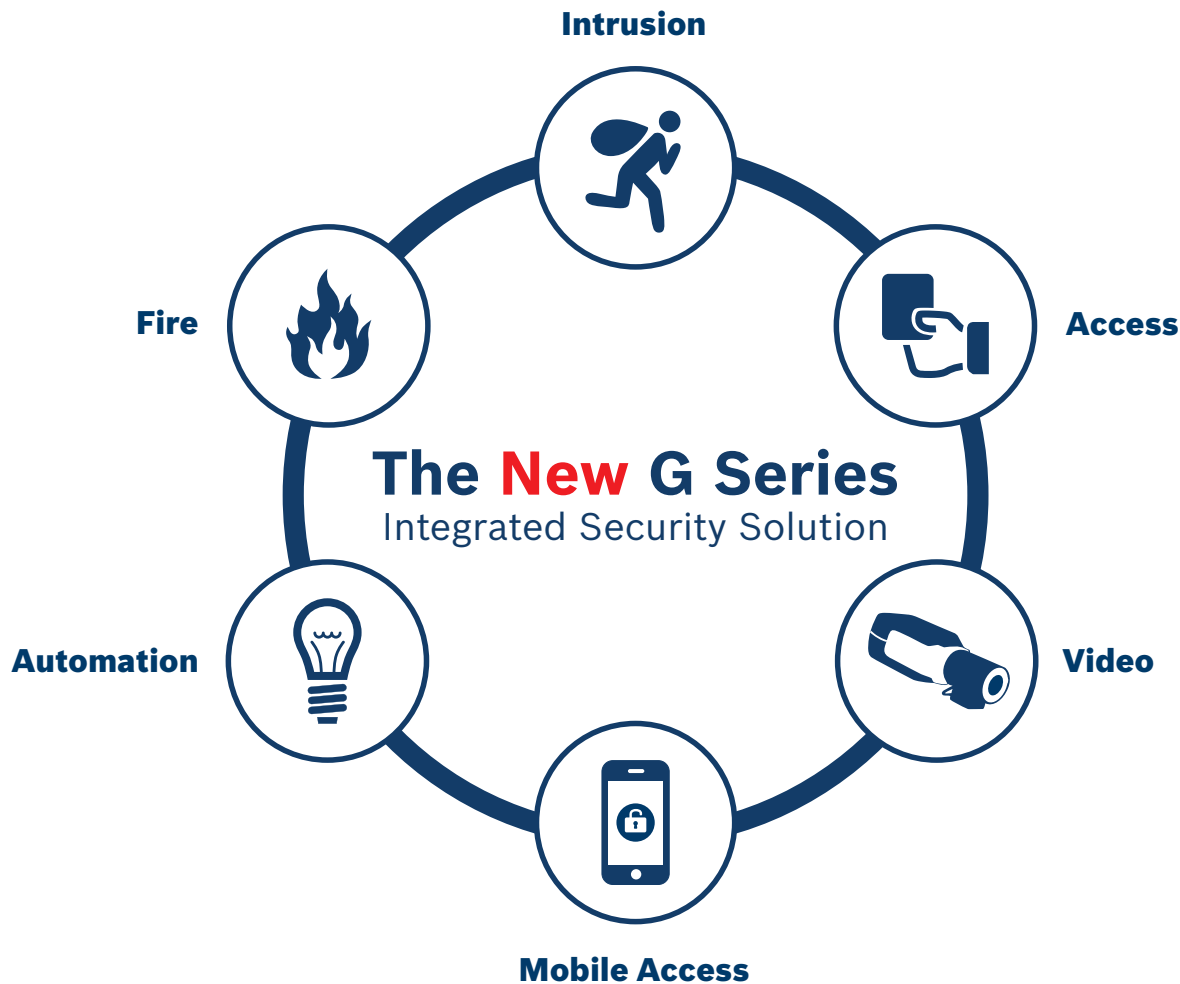 Intrusion
Fire
Access
The New G Series
Integrated Security Solution
Automation
Video
Mobile Access